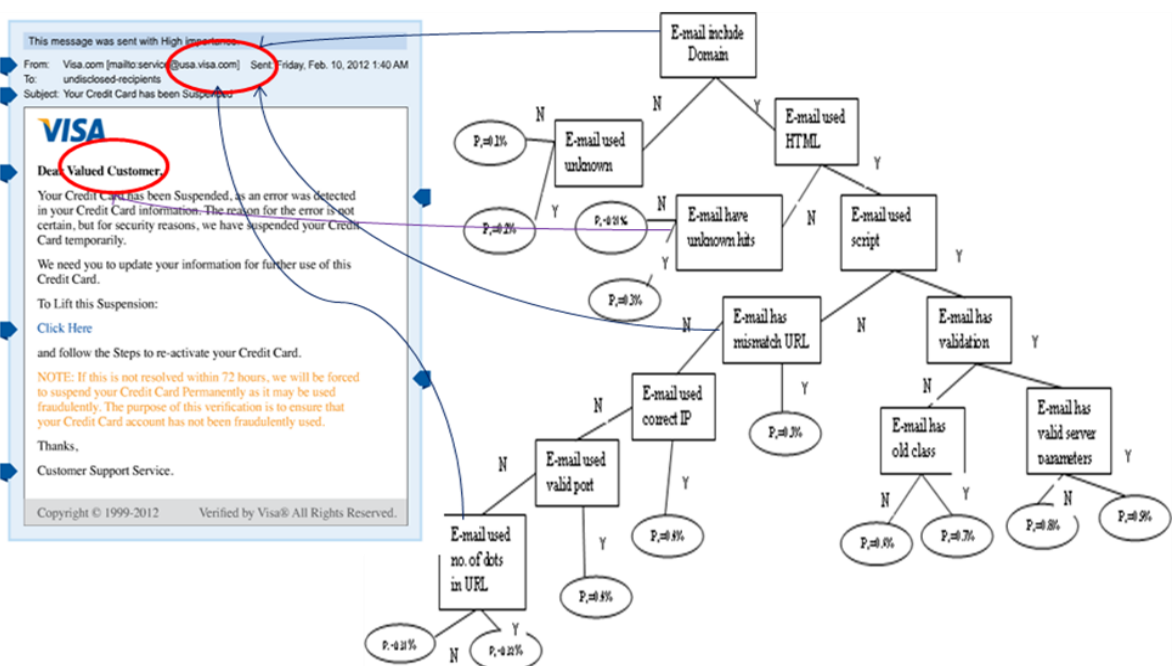 This message was sent with High importance.
From: Visa.com [mailto:service@usa.visa.com] Sent: Friday, Feb. 10, 2012 1:40 AM
To: undisclosed-recipients
Subject: Your Credit Card has been Suspended
VISA
Dear Valued Customer,
Your Credit Card has been Suspended, as an error was detected
in your Credit Card information. The reason for the error is not
certain, but for security reasons, we have suspended your Credit
Card temporarily.
We need you to update your information for further use of this
Credit Card.
To Lift this Suspension:
Click Here
and follow the Steps to re-activate your Credit Card.
NOTE: If this is not resolved within 72 hours, we will be forced
to suspend your Credit Card Permanently as it may be used
fraudulently. The purpose of this verification is to ensure that
your Credit Card account has not been fraudulently used.
Thanks,
Customer Support Service.
Copyright © 1999-2012 Verified by Visa® All Rights Reserved.
E-mail include
Domain
N
Y
E-mail used
HTML
N
E-mail used
unknown
Y
Y
N
E-mail have
unknown hits
N
E-mail used
script
Y
Y
N
E-mail has
mismatch URL
N
E-mail has
validation
Y
Y
N
E-mail used
correct IP
N
E-mail has
old class
E-mail has
valid server
parameters
Y
N
E-mail used
valid port
Y
N
Y
P,=0.7%
N
P,=0.8%
P,=0.9%
E-mail used
no. of dots
in URL
Y
Y
N